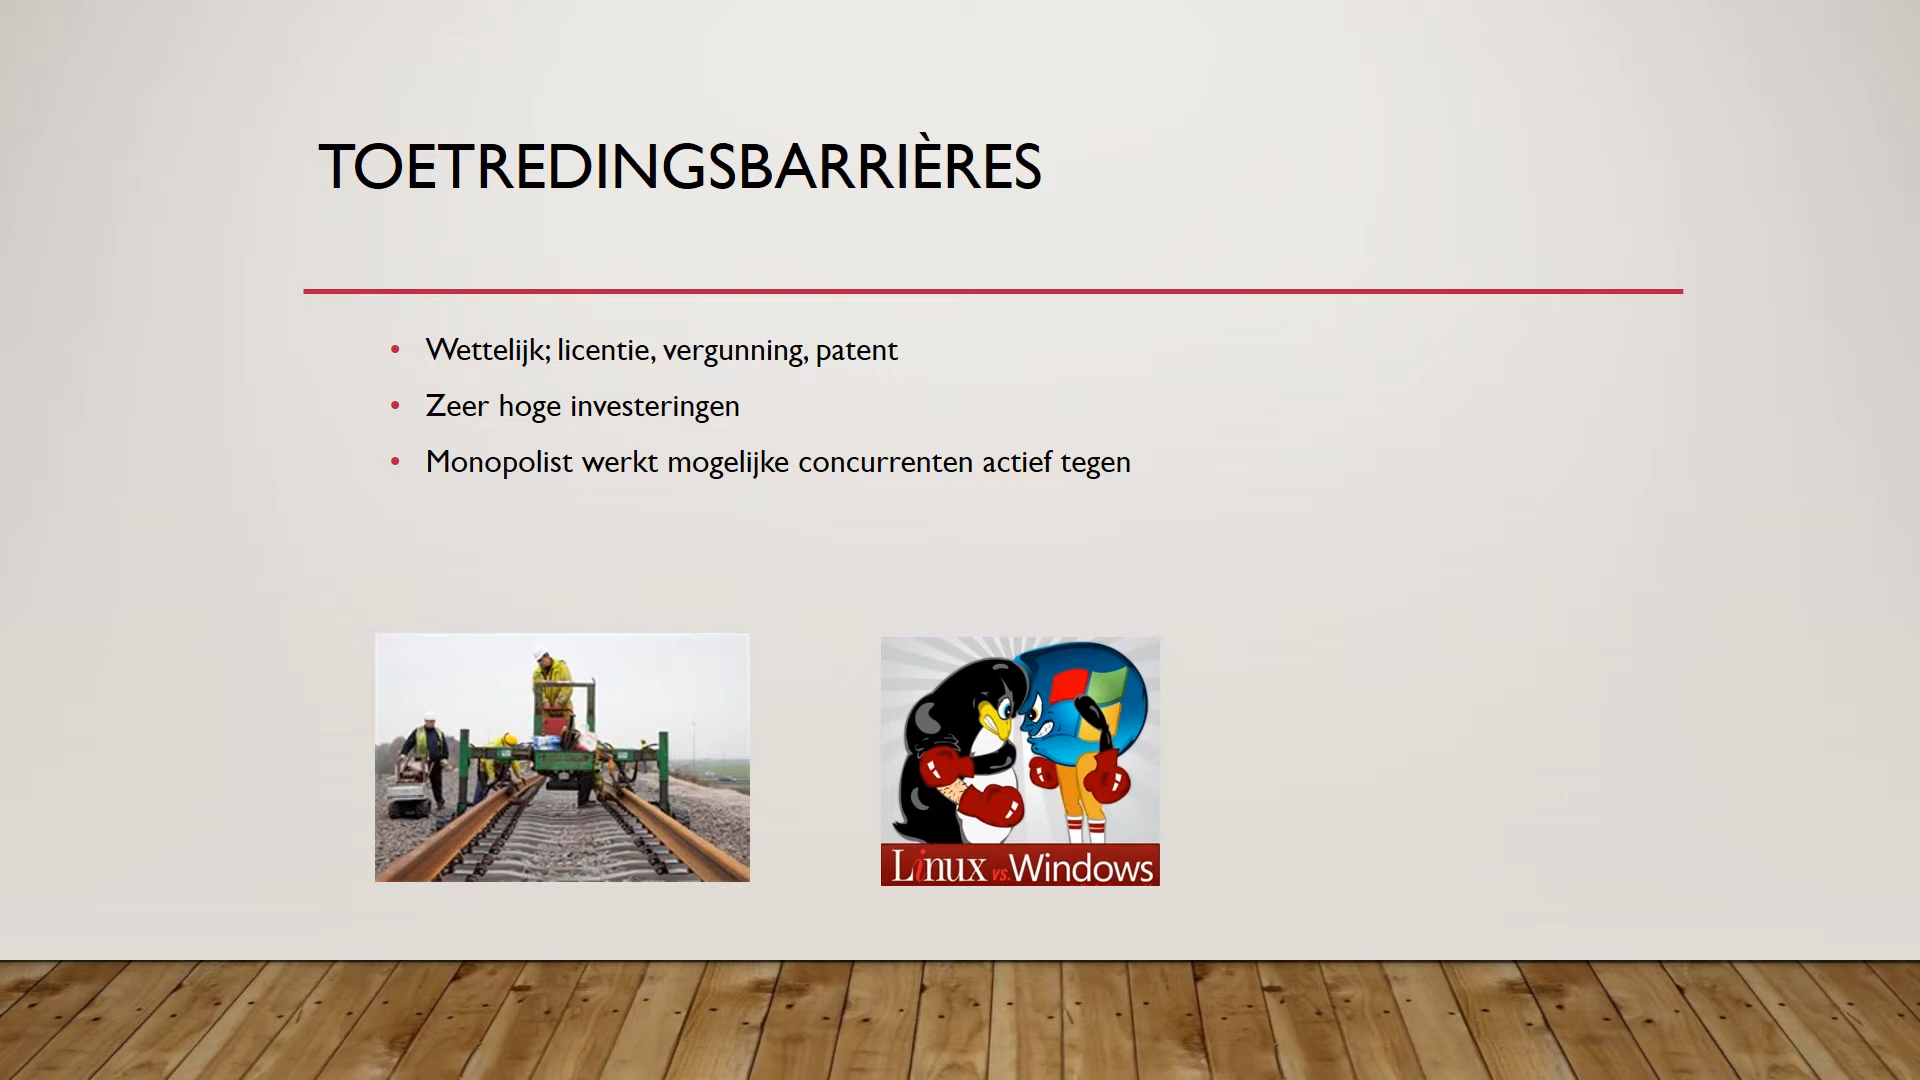 TOETREDINGSBARRIÈRES
• Wettelijk; licentie, vergunning, patent
• Zeer hoge investeringen
• Monopolist werkt mogelijke concurrenten actief tegen
Linux vs. Windows